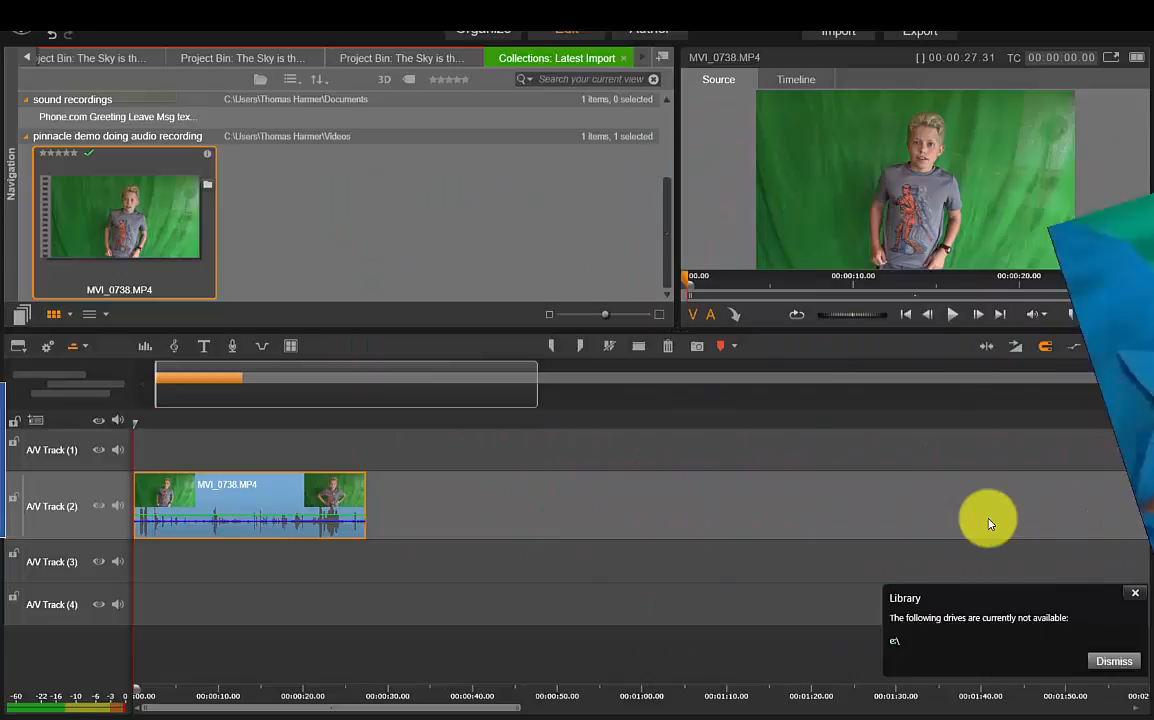 Organize Edit Author Import Export
ject Bin: The Sky is th... Project Bin: The Sky is th... Project Bin: The Sky is th... Collections: Latest Import ×
MVI_0738.MP4 [ ] 00:00:27.31 TC 00:00:00.00
3D Search your current view
Source Timeline
sound recordings C:\Users\Thomas Harmer\Documents 1 items, 0 selected
Phone.com Greeting Leave Msg tex...
pinnacle demo doing audio recording C:\Users\Thomas Harmer\Videos 1 items, 1 selected
Navigation
MVI_0738.MP4
00.00 00:00:10.00 00:00:20.00
V A
A/V Track (1)
MVI_0738.MP4
A/V Track (2)
A/V Track (3)
A/V Track (4)
Library
The following drives are currently not available:
e:\
Dismiss
-60 -22 -16 -10 -6 -3 0 :00.00 00:00:10.00 00:00:20.00 00:00:30.00 00:00:40.00 00:00:50.00 00:01:00.00 00:01:10.00 00:01:20.00 00:01:30.00 00:01:40.00 00:01:50.00 00:02